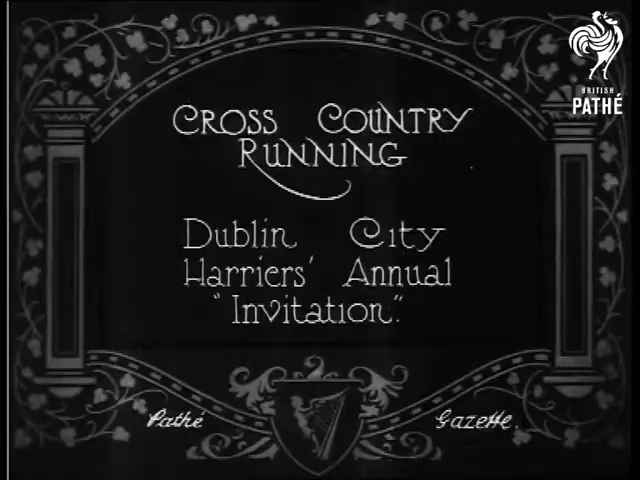 BRITISH
PATHÉ
CROSS COUNTRY
RUNNING
Dublin City
Harriers' Annual
"Invitation."
Pathé Gazette.